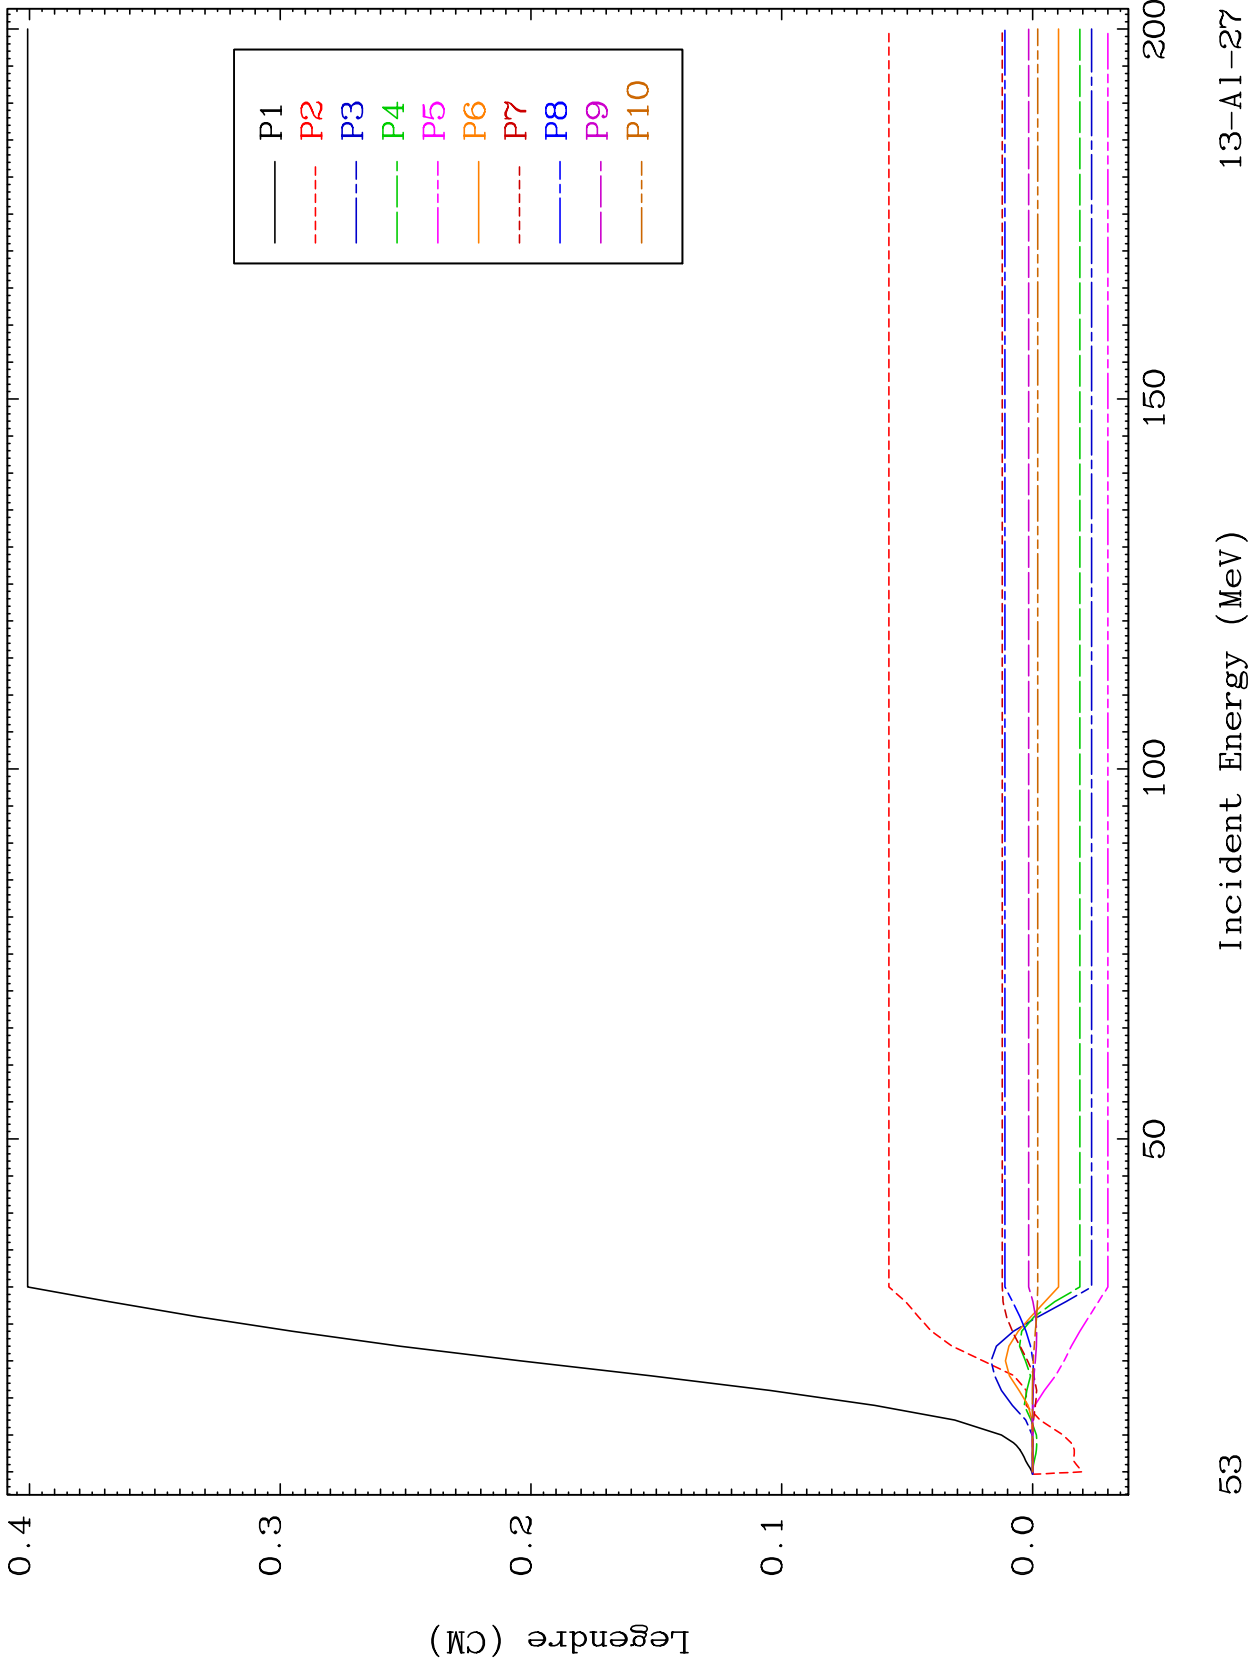 Legendre (CM)
0.4
0.3
0.2
0.1
0.0
P1
P2
P3
P4
P5
P6
P7
P8
P9
P10
50
100
150
200
53
Incident Energy (MeV)
13-Al-27